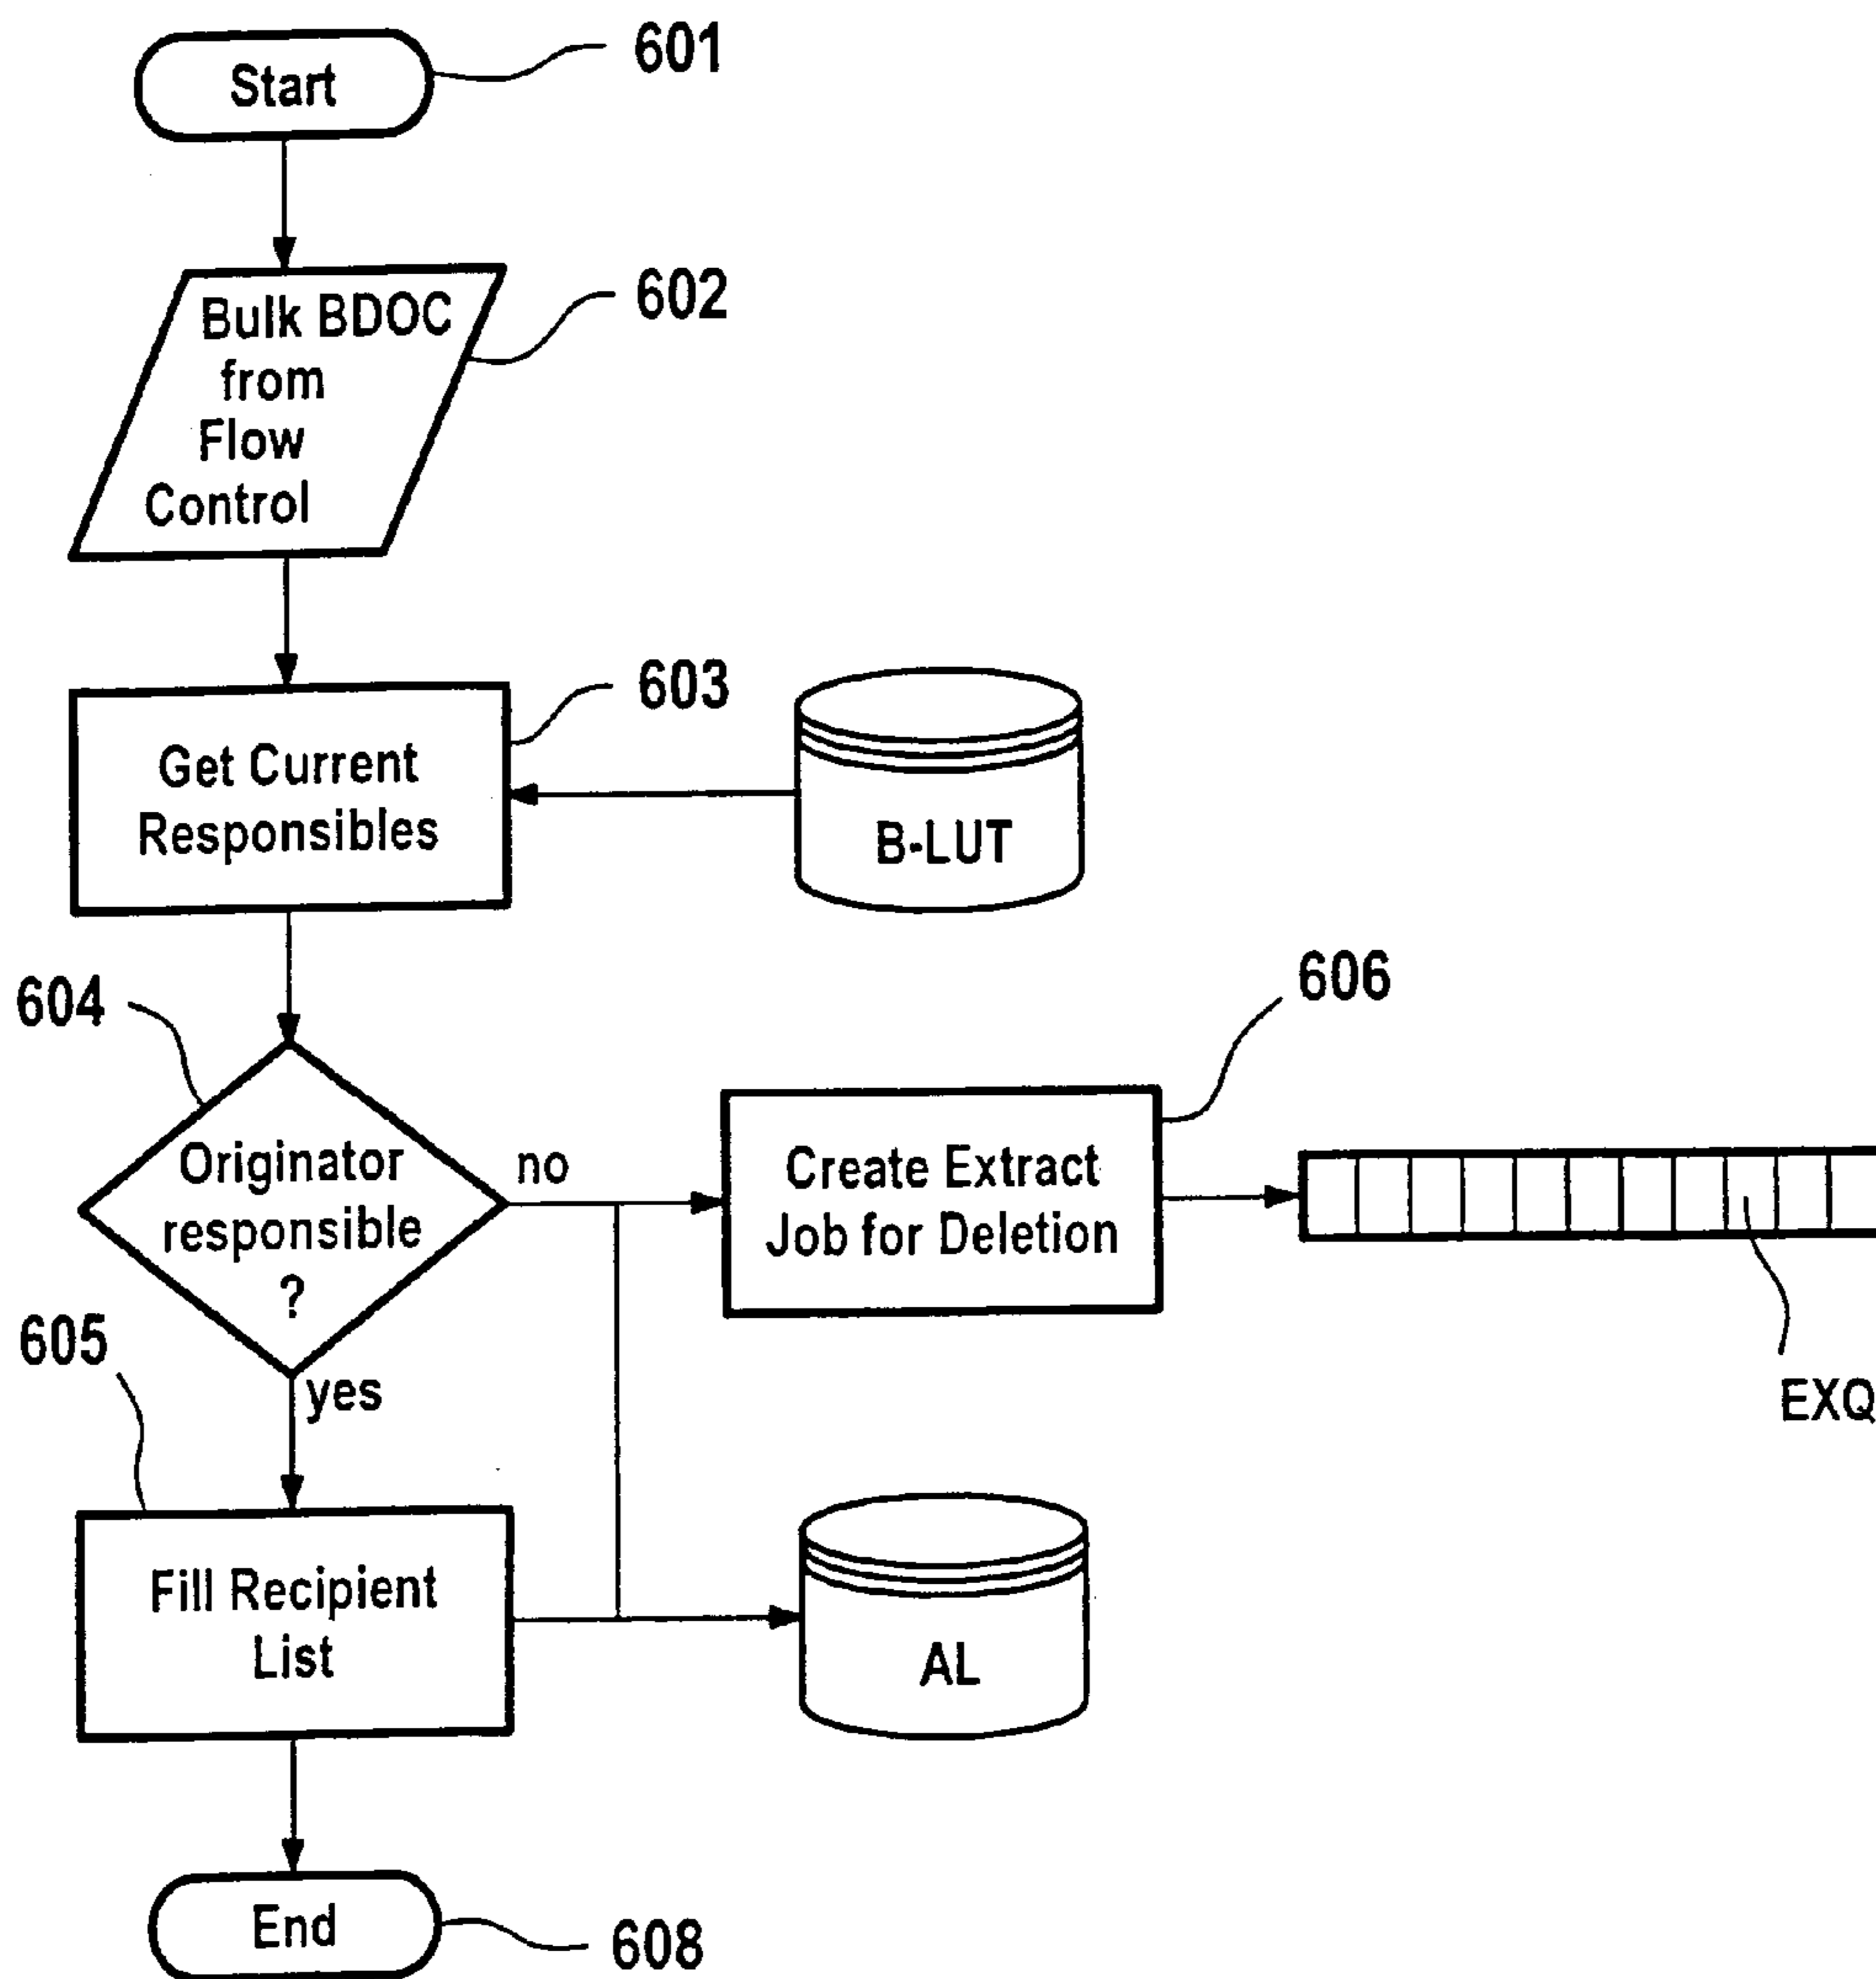 Start
601
Bulk BDOC
from
Flow
Control
602
Get Current
Responsibles
603
B-LUT
604
Originator
responsible
?
no
yes
606
Create Extract
Job for Deletion
EXQ
605
Fill Recipient
List
AL
End
608